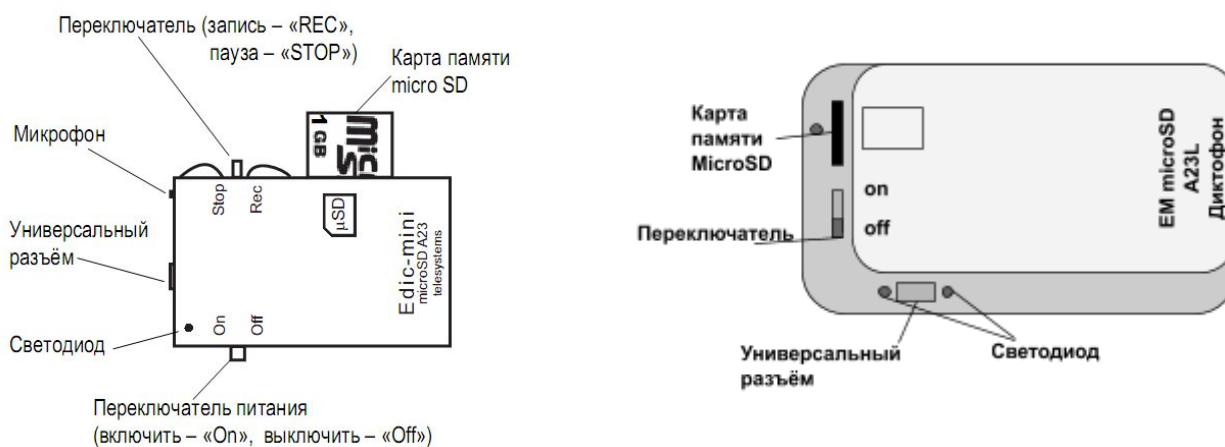 Переключатель (запись – «REC»,
пауза – «STOP»)
Карта памяти
micro SD
Микрофон
1 GB
Stop
Rec
µSD
Универсальный
разъём
Edic-mini
microSD A23
telesystems
On
Off
Светодиод
Переключатель питания
(включить – «On», выключить – «Off»)
Карта
памяти
MicroSD
on
off
Переключатель
EM microSD
A23L
Диктофон
Универсальный
разъём
Светодиод